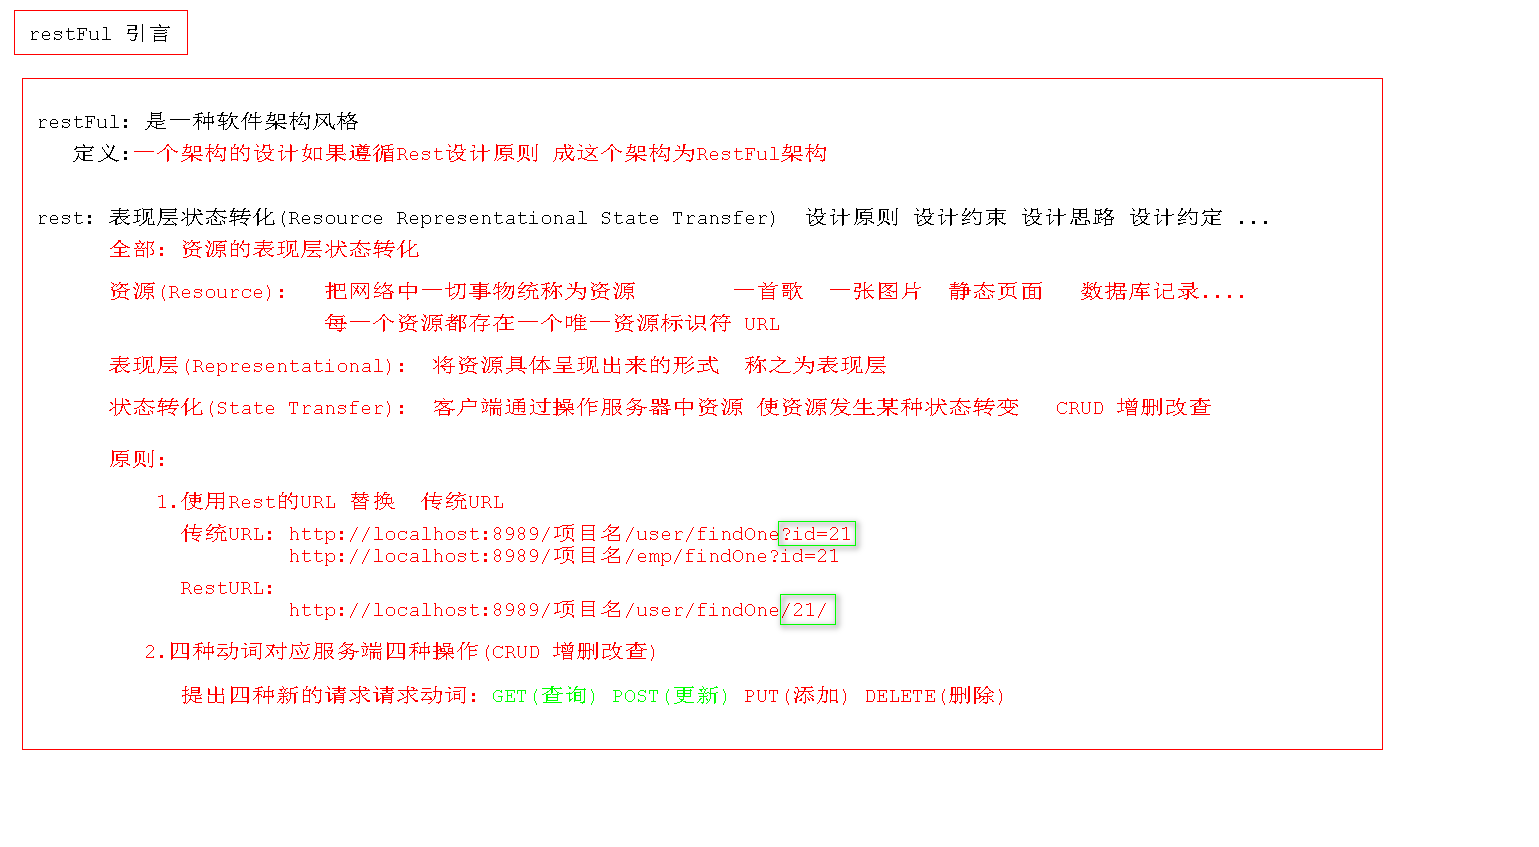 restFul 引言
restFul: 是一种软件架构风格
定义:一个架构的设计如果遵循Rest设计原则 成这个架构为RestFul架构
rest: 表现层状态转化(Resource Representational State Transfer) 设计原则 设计约束 设计思路 设计约定 ...
全部: 资源的表现层状态转化
资源(Resource): 把网络中一切事物统称为资源 一首歌 一张图片 静态页面 数据库记录....
每一个资源都存在一个唯一资源标识符 URL
表现层(Representational): 将资源具体呈现出来的形式 称之为表现层
状态转化(State Transfer): 客户端通过操作服务器中资源 使资源发生某种状态转变 CRUD 增删改查
原则:
1.使用Rest的URL 替换 传统URL
传统URL: http://localhost:8989/项目名/user/findOne?id=21
http://localhost:8989/项目名/emp/findOne?id=21
RestURL:
http://localhost:8989/项目名/user/findOne/21/
2.四种动词对应服务端四种操作(CRUD 增删改查)
提出四种新的请求请求动词: GET(查询) POST(更新) PUT(添加) DELETE(删除)